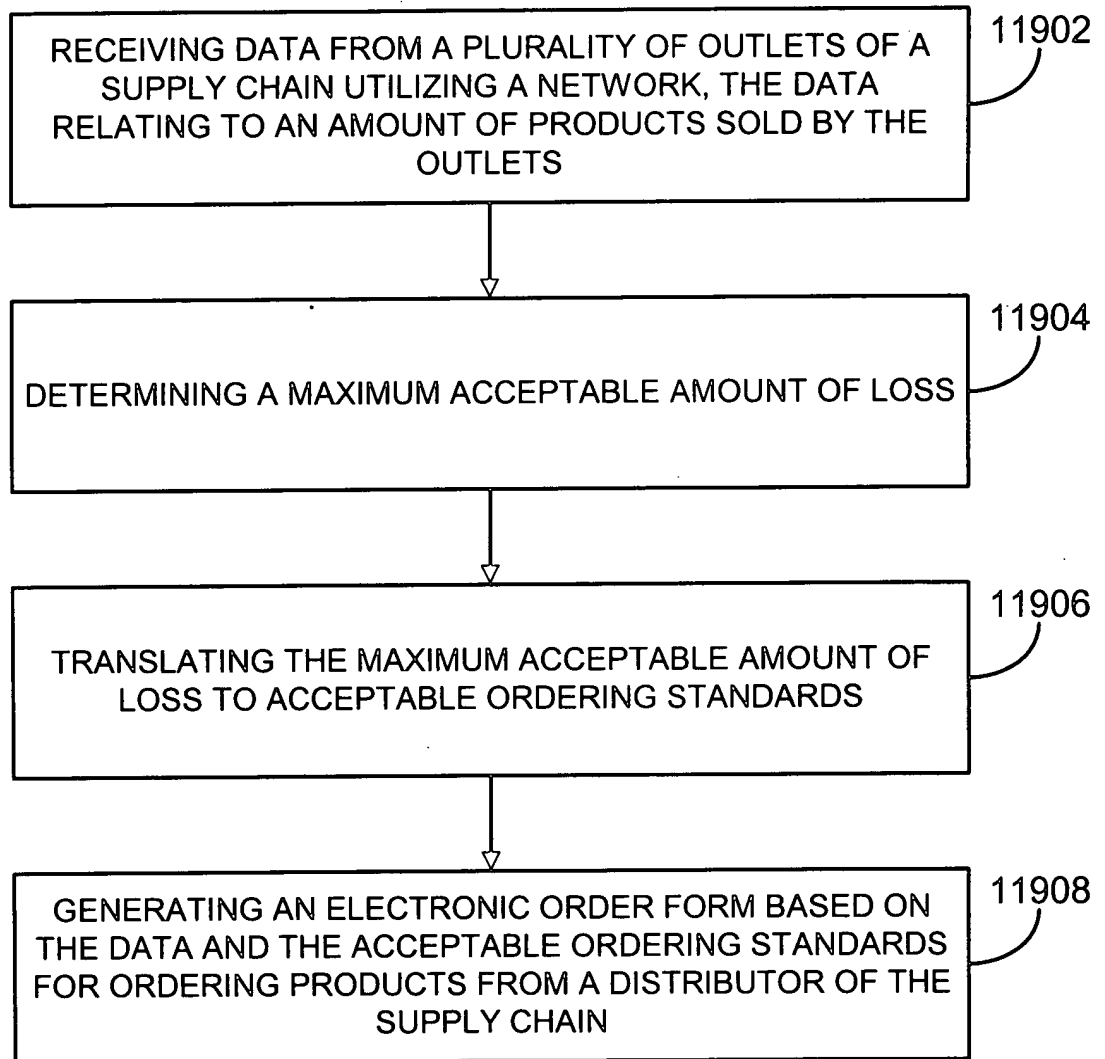 RECEIVING DATA FROM A PLURALITY OF OUTLETS OF A
SUPPLY CHAIN UTILIZING A NETWORK, THE DATA
RELATING TO AN AMOUNT OF PRODUCTS SOLD BY THE
OUTLETS
11902
DETERMINING A MAXIMUM ACCEPTABLE AMOUNT OF LOSS
11904
TRANSLATING THE MAXIMUM ACCEPTABLE AMOUNT OF
LOSS TO ACCEPTABLE ORDERING STANDARDS
11906
GENERATING AN ELECTRONIC ORDER FORM BASED ON
THE DATA AND THE ACCEPTABLE ORDERING STANDARDS
FOR ORDERING PRODUCTS FROM A DISTRIBUTOR OF THE
SUPPLY CHAIN
11908